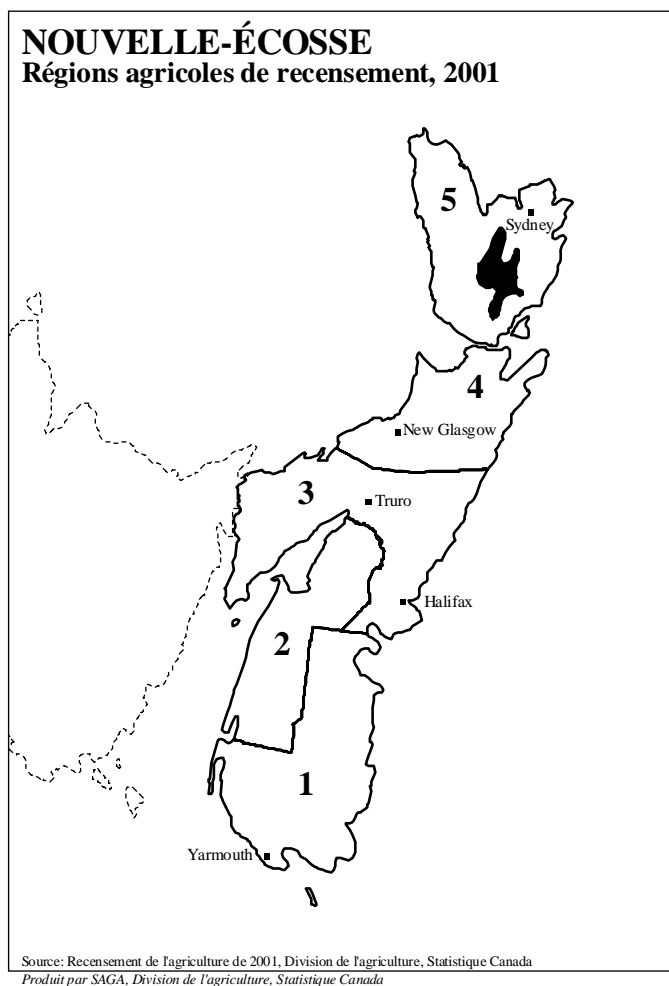 NOUVELLE-ÉCOSSE
Régions agricoles de recensement, 2001
5
Sydney
4
New Glasgow
3
Truro
Halifax
2
1
Yarmouth
Source: Recensement de l'agriculture de 2001, Division de l'agriculture, Statistique Canada
Produit par SAGA, Division de l'agriculture, Statistique Canada